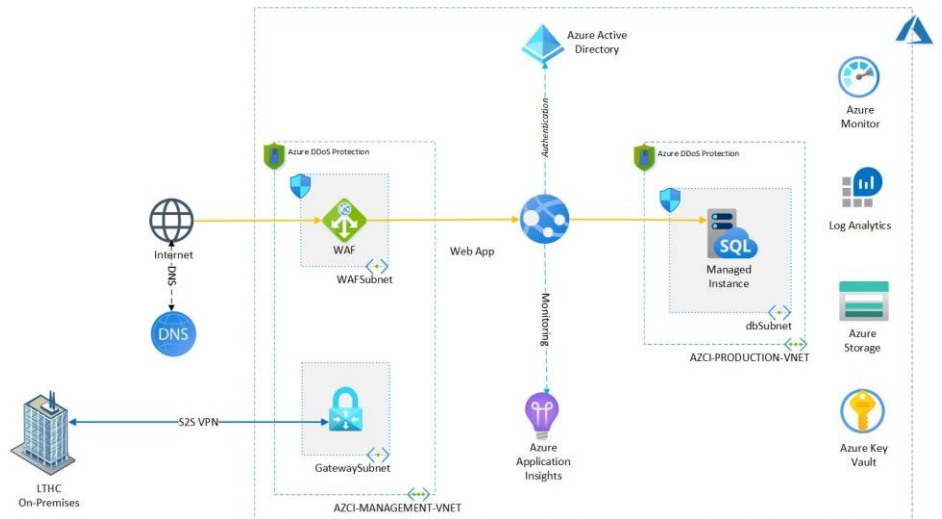 Azure Active
Directory
Azure
Monitor
Authentication
Azure DDoS Protection
Azure DDoS Protection
Log Analytics
Internet
WAF
Web App
SQL
Managed
Instance
WAFSubnet
DNS
DNS
dbSubnet
AZCI-PRODUCTION-VNET
Azure
Storage
Monitoring
S2S VPN
GatewaySubnet
LTHC
On-Premises
AZCI-MANAGEMENT-VNET
Azure
Application
Insights
Azure Key
Vault